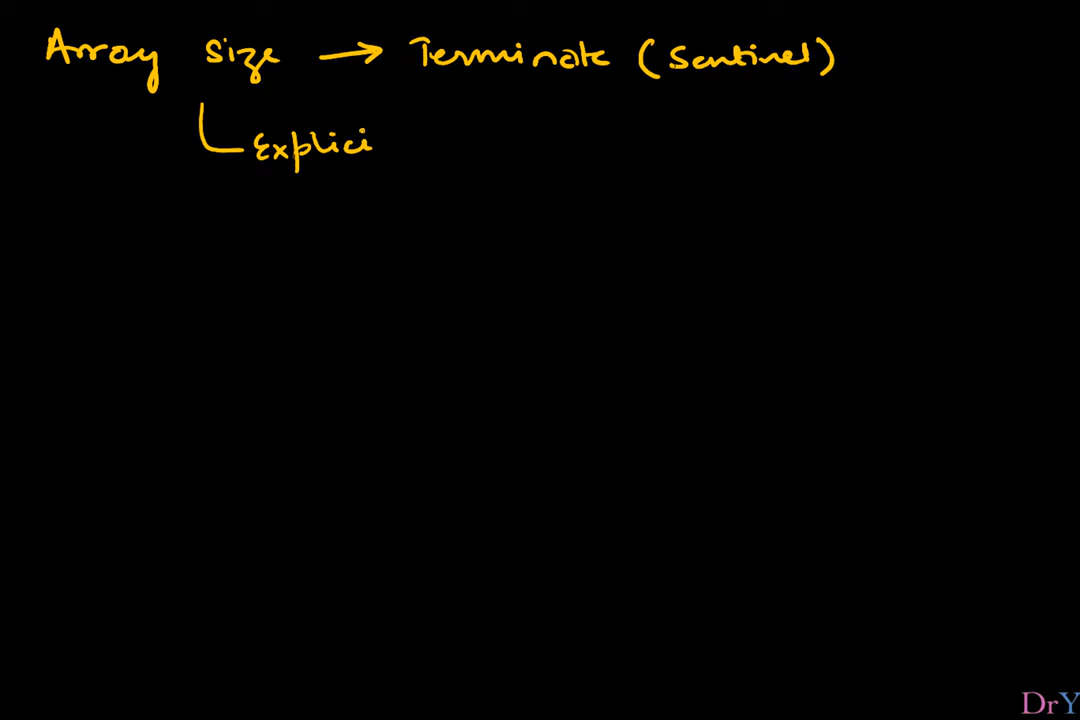 Array size → Terminate (sentinel)
Explici
DrY